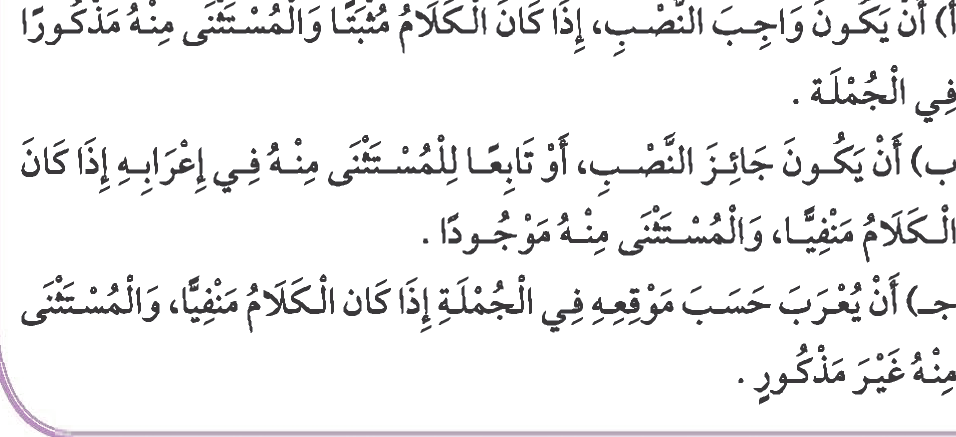 أ) أَنْ يَكُونَ وَاجِبَ النَّصْبِ، إِذَا كَانَ الْكَلَامُ مُثْبَتًا وَالْمُسْتَثْنَى مِنْهُ مَذْكُورًا
فِي الْجُمْلَة .
ب) أَنْ يَكُونَ جَائِزَ النَّصْبِ، أَوْ تَابِعًا لِلْمُسْتَثْنَى مِنْهُ فِي إِعْرَابِهِ إِذَا كَانَ
الْكَلَامُ مَنْفِيًّا، وَالْمُسْتَثْنَى مِنْهُ مَوْجُودًا .
جـ) أَنْ يُعْرَبَ حَسَبَ مَوْقِعِهِ فِي الْجُمْلَةِ إِذَا كَان الْكَلَامُ مَنْفِيًّا، وَالْمُسْتَثْنَى
مِنْهُ غَيْرَ مَذْكُورٍ .